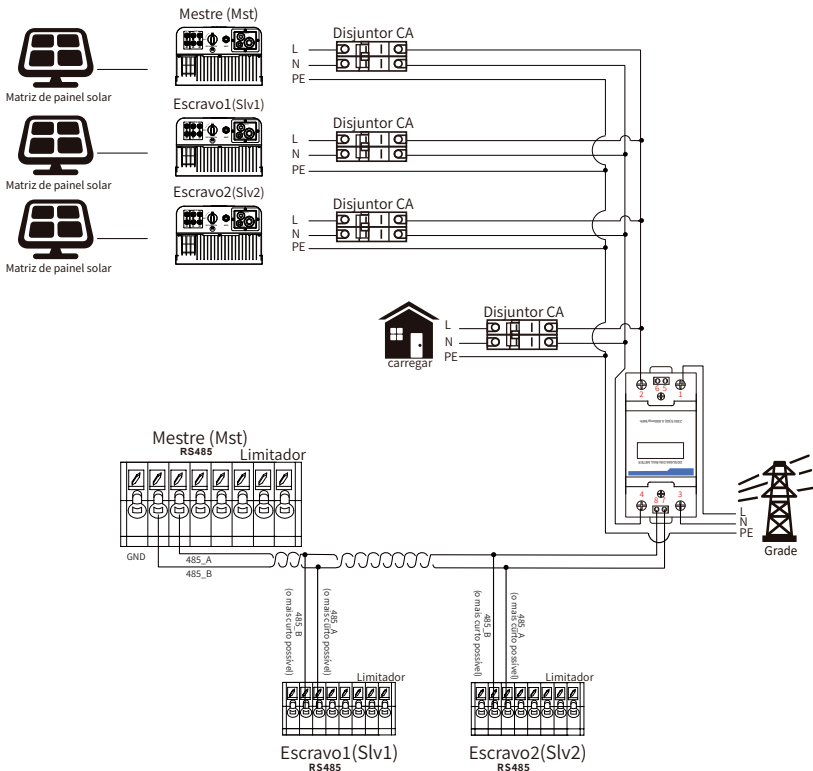 Mestre (Mst)
Disjuntor CA
L
N
PE
Matriz de painel solar
Escravo1(Slv1)
Disjuntor CA
L
N
PE
Matriz de painel solar
Escravo2(Slv2)
Disjuntor CA
L
N
PE
Matriz de painel solar
Disjuntor CA
L
N
PE
carregar
2
6 5
1
4
8 7
3
L
N
PE
Grade
Mestre (Mst)
RS485
Limitador
GND
485_A
485_B
485_B
(o mais curto possível)
485_A
(o mais curto possível)
485_B
(o mais curto possível)
485_A
(o mais curto possível)
Limitador
Limitador
Escravo1(Slv1)
RS485
Escravo2(Slv2)
RS485